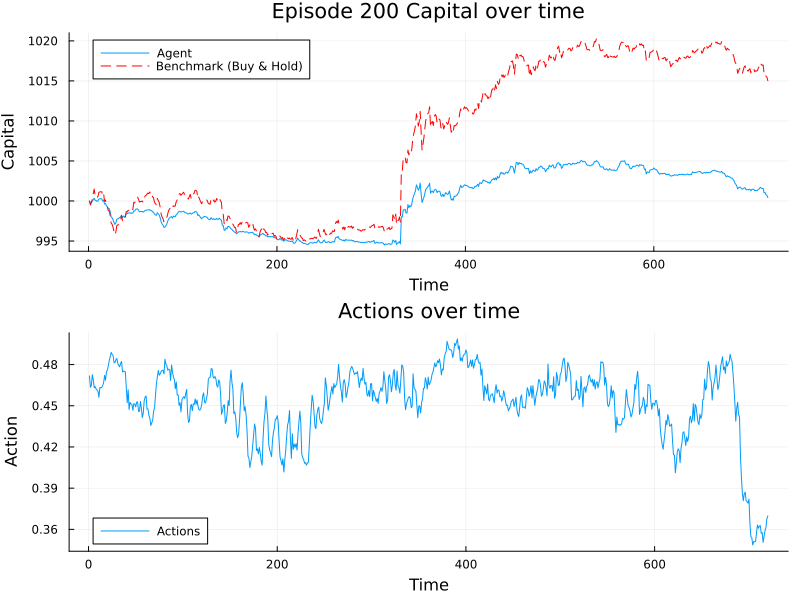 Episode 200 Capital over time
Agent
Benchmark (Buy & Hold)
Capital
1020
1015
1010
1005
1000
995
0 200 400 600
Time
Actions over time
Action
0.48
0.45
0.42
0.39
0.36
Actions
0 200 400 600
Time